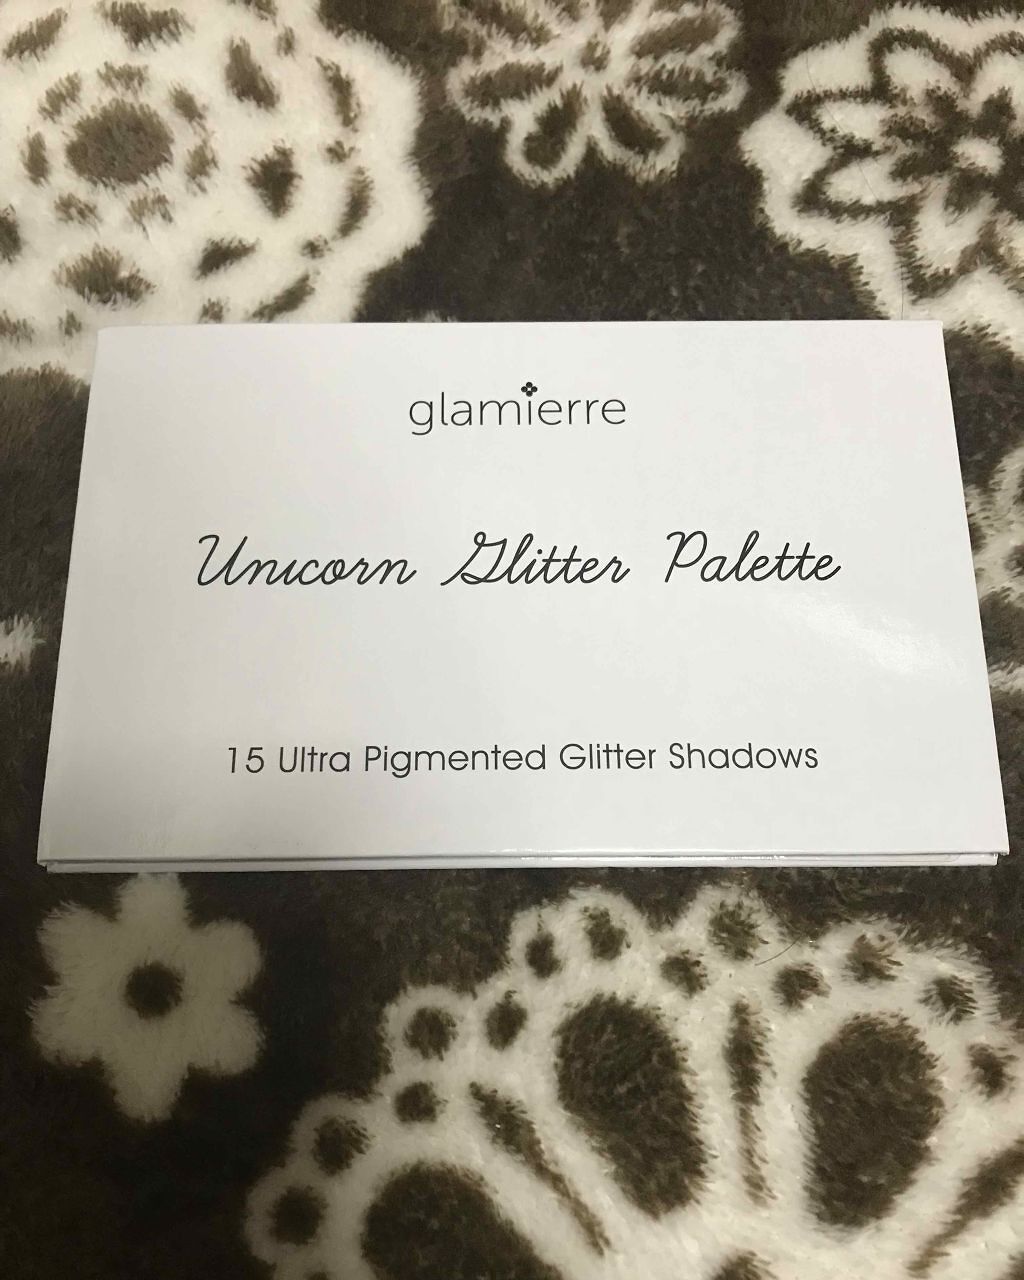 glamierre
Unicorn Glitter Palette
15 Ultra Pigmented Glitter Shadows